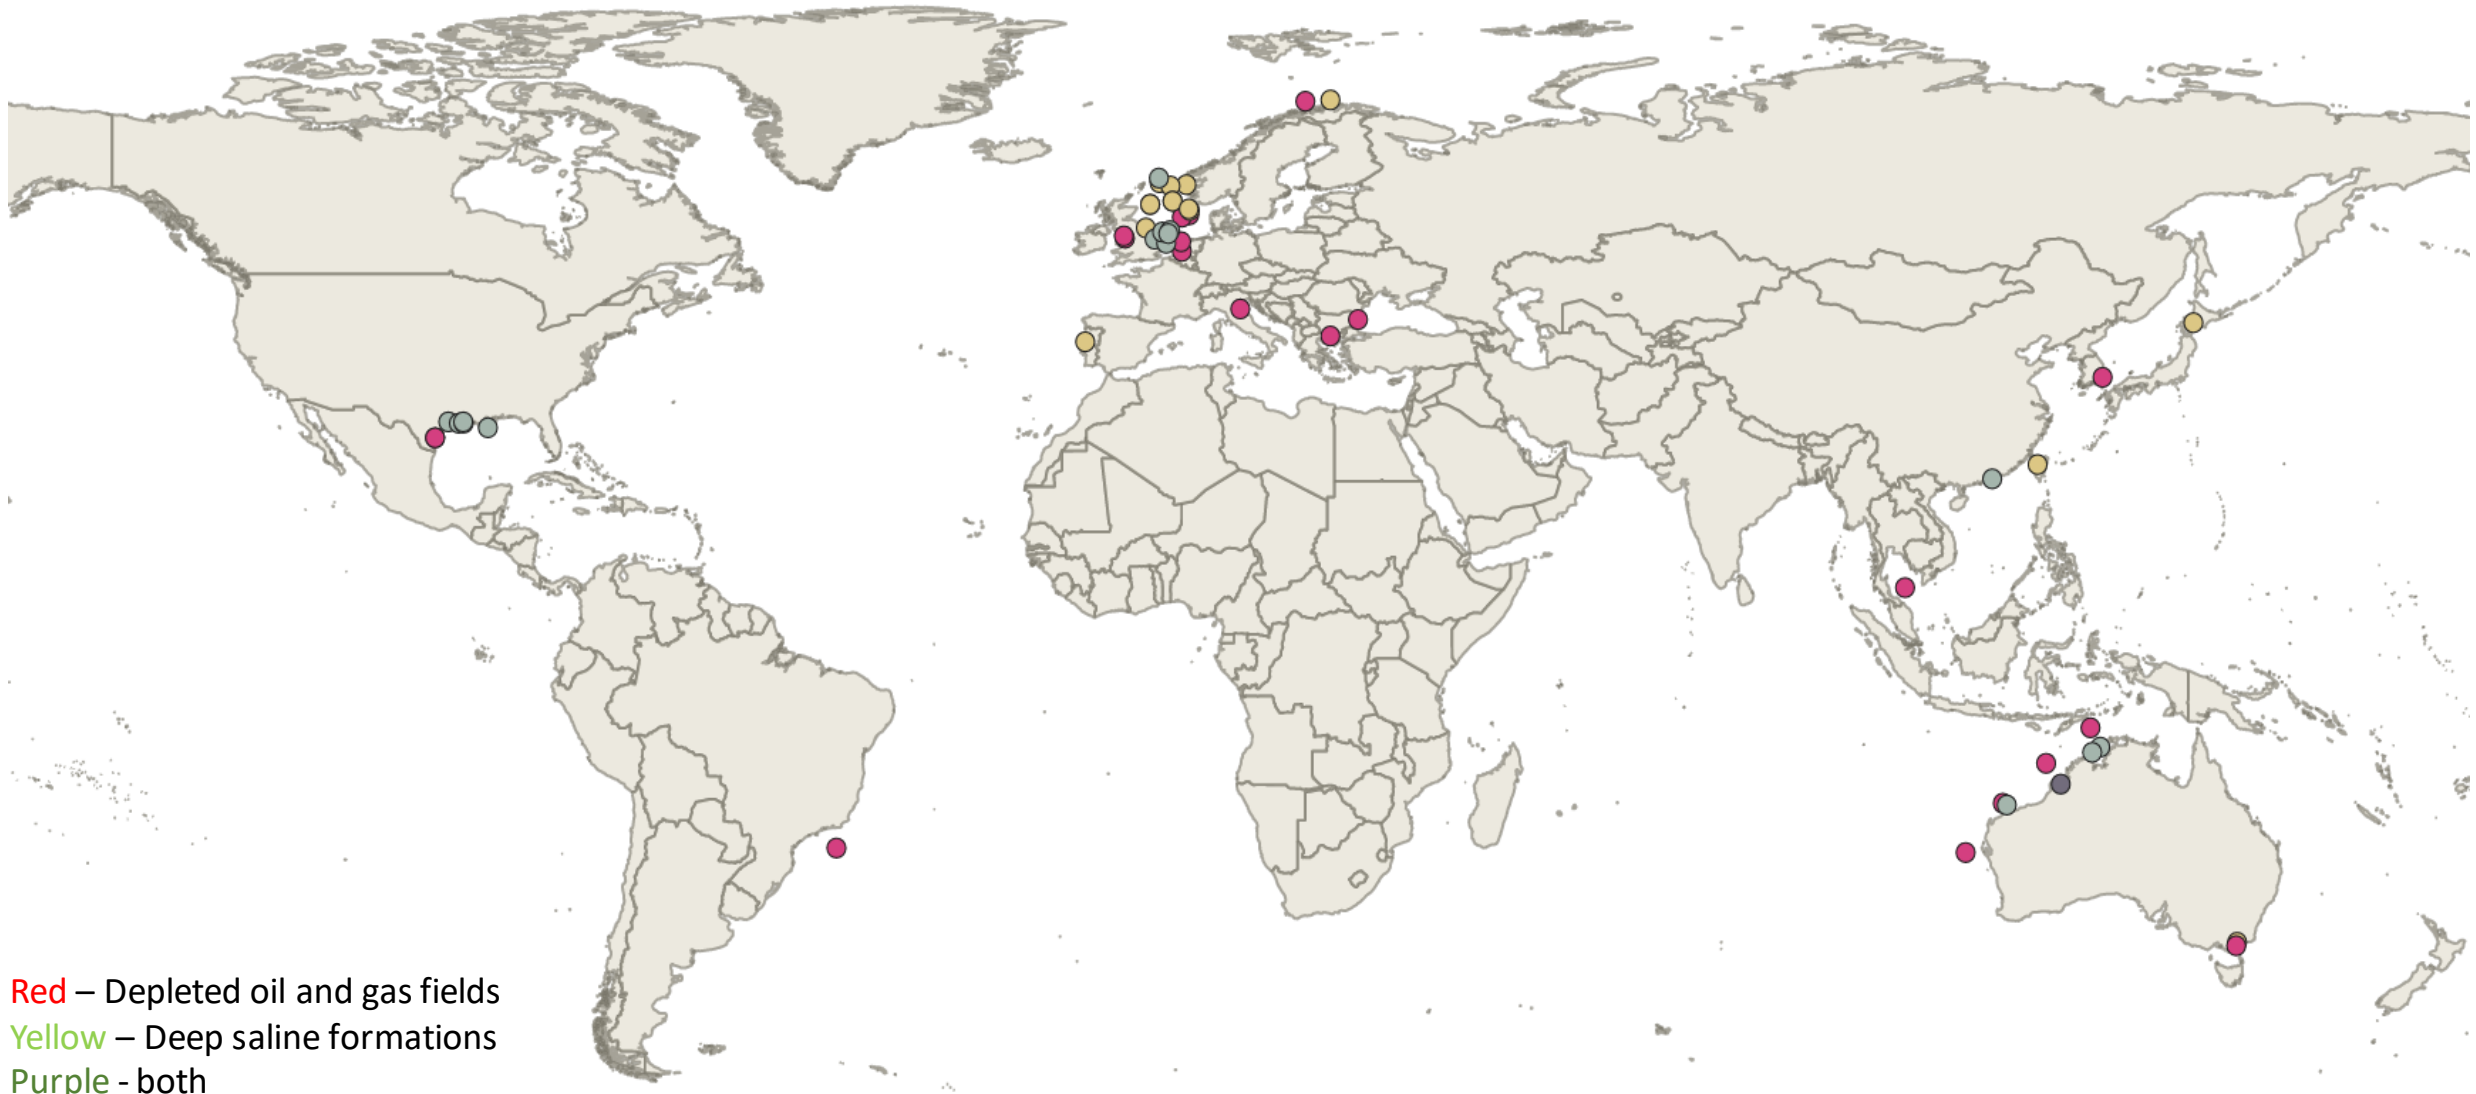 Red – Depleted oil and gas fields
Yellow – Deep saline formations
Purple - both